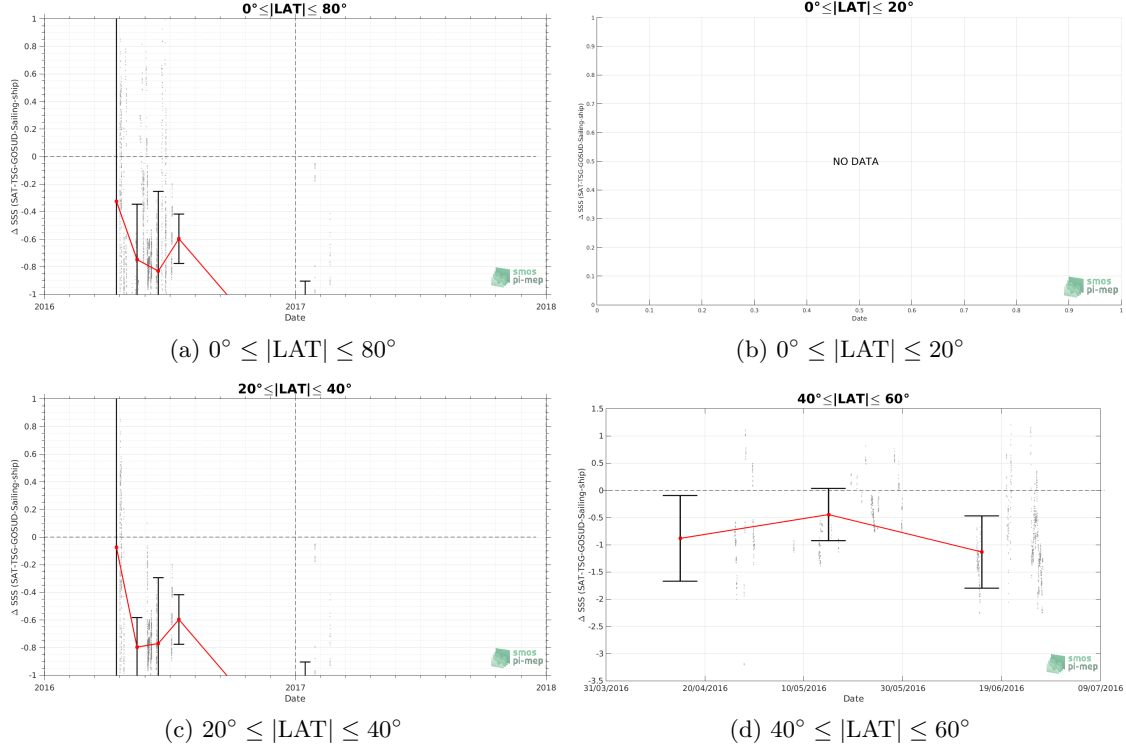 0°≤|LAT|≤ 80°
Δ SSS (SAT-TSG-GOSUD-Sailing-ship)
1
0.8
0.6
0.4
0.2
0
-0.2
-0.4
-0.6
-0.8
-1
2016
2017
2018
Date
smos
pi-mep
(a) 0° ≤ |LAT| ≤ 80°
0°≤|LAT|≤ 20°
Δ SSS (SAT-TSG-GOSUD-Sailing-ship)
1
0.9
0.8
0.7
0.6
0.5
0.4
0.3
0.2
0.1
0
NO DATA
0
0.1
0.2
0.3
0.4
0.5
0.6
0.7
0.8
0.9
1
Date
smos
pi-mep
(b) 0° ≤ |LAT| ≤ 20°
20°≤|LAT|≤ 40°
Δ SSS (SAT-TSG-GOSUD-Sailing-ship)
1
0.8
0.6
0.4
0.2
0
-0.2
-0.4
-0.6
-0.8
-1
2016
2017
2018
Date
smos
pi-mep
(c) 20° ≤ |LAT| ≤ 40°
40°≤|LAT|≤ 60°
Δ SSS (SAT-TSG-GOSUD-Sailing-ship)
1.5
1
0.5
0
-0.5
-1
-1.5
-2
-2.5
-3
-3.5
31/03/2016
20/04/2016
10/05/2016
30/05/2016
19/06/2016
09/07/2016
Date
smos
pi-mep
(d) 40° ≤ |LAT| ≤ 60°